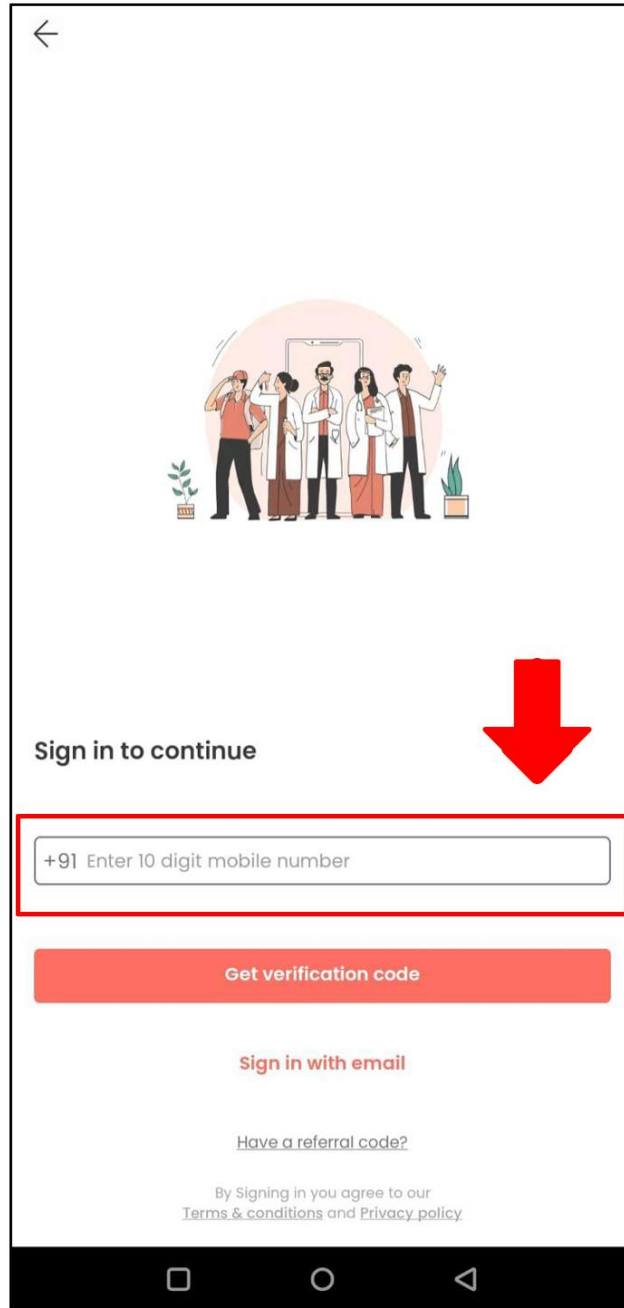 Sign in to continue
+91 Enter 10 digit mobile number
Get verification code
Sign in with email
Have a referral code?
By Signing in you agree to our
Terms & conditions and Privacy policy